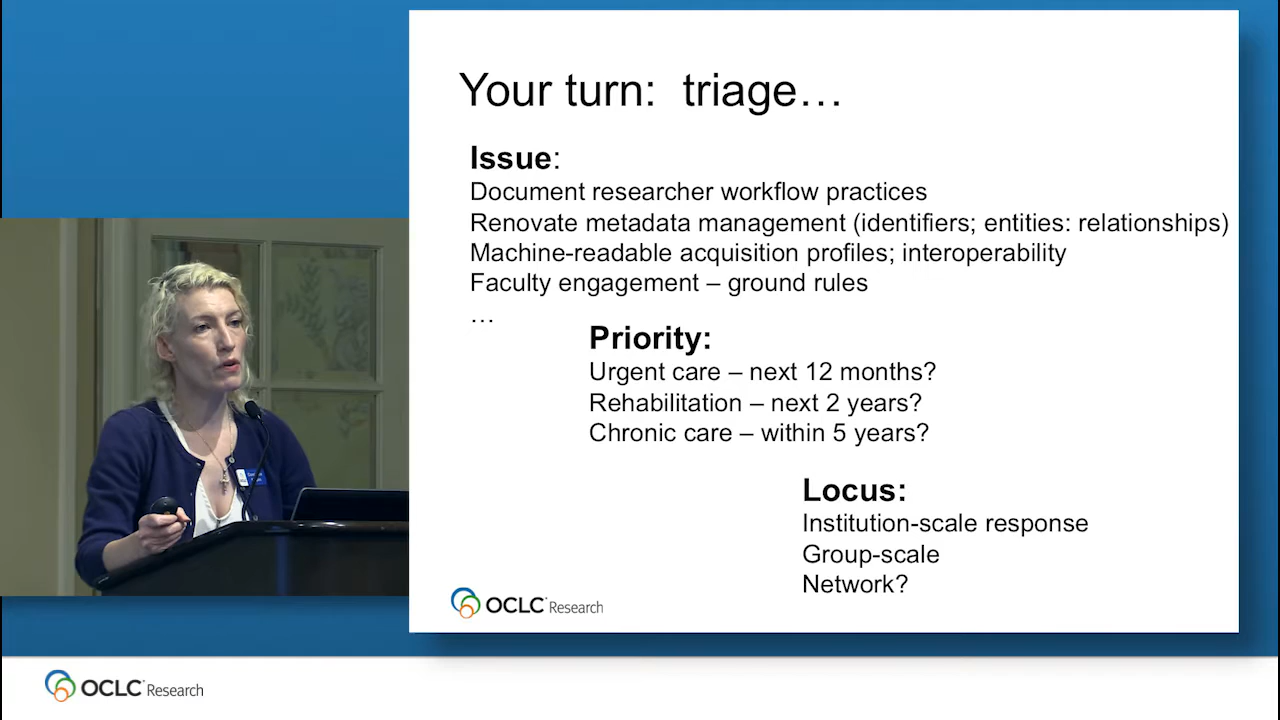 Your turn: triage…
Issue:
Document researcher workflow practices
Renovate metadata management (identifiers; entities: relationships)
Machine-readable acquisition profiles; interoperability
Faculty engagement – ground rules
…
Priority:
Urgent care – next 12 months?
Rehabilitation – next 2 years?
Chronic care – within 5 years?
Locus:
Institution-scale response
Group-scale
Network?
OCLC Research
OCLC Research